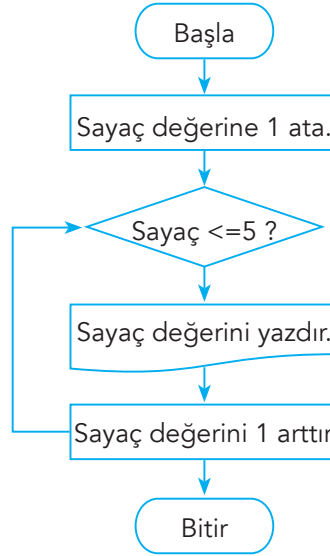 Başla
Sayaç değerine 1 ata.
Sayaç <=5 ?
Sayaç değerini yazdır.
Sayaç değerini 1 arttır
Bitir